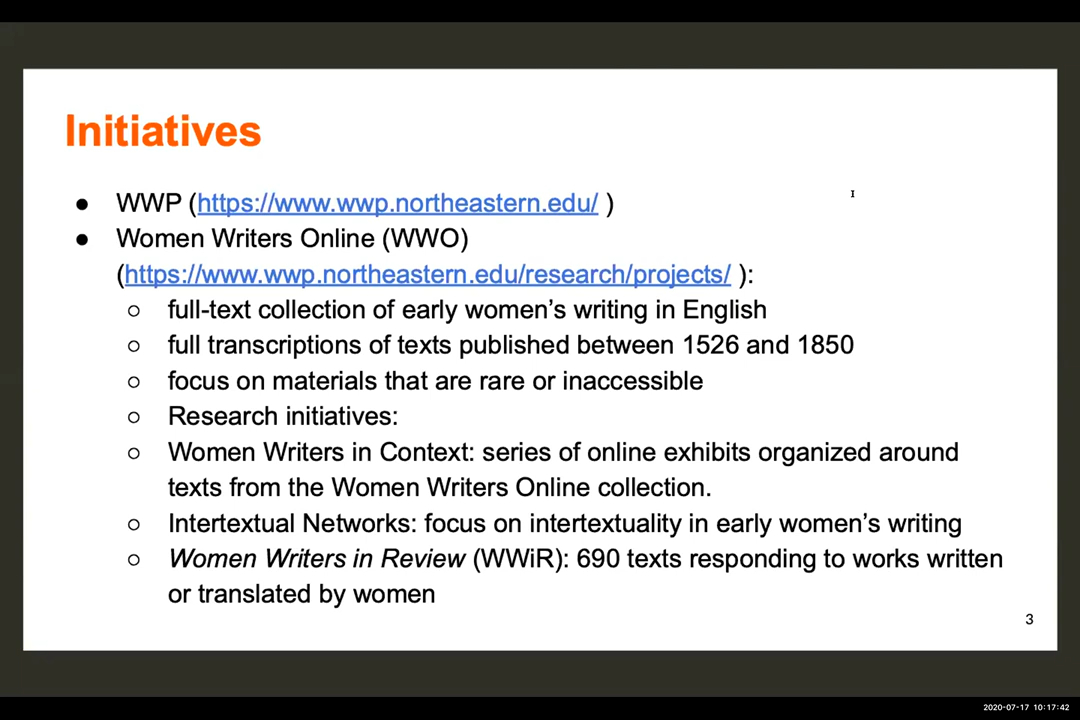 Initiatives
● WWP (https://www.wwp.northeastern.edu/ )
● Women Writers Online (WWO)
(https://www.wwp.northeastern.edu/research/projects/ ):
○ full-text collection of early women’s writing in English
○ full transcriptions of texts published between 1526 and 1850
○ focus on materials that are rare or inaccessible
○ Research initiatives:
○ Women Writers in Context: series of online exhibits organized around
texts from the Women Writers Online collection.
○ Intertextual Networks: focus on intertextuality in early women’s writing
○ Women Writers in Review (WWiR): 690 texts responding to works written
or translated by women
3
2020-07-17 10:17:42